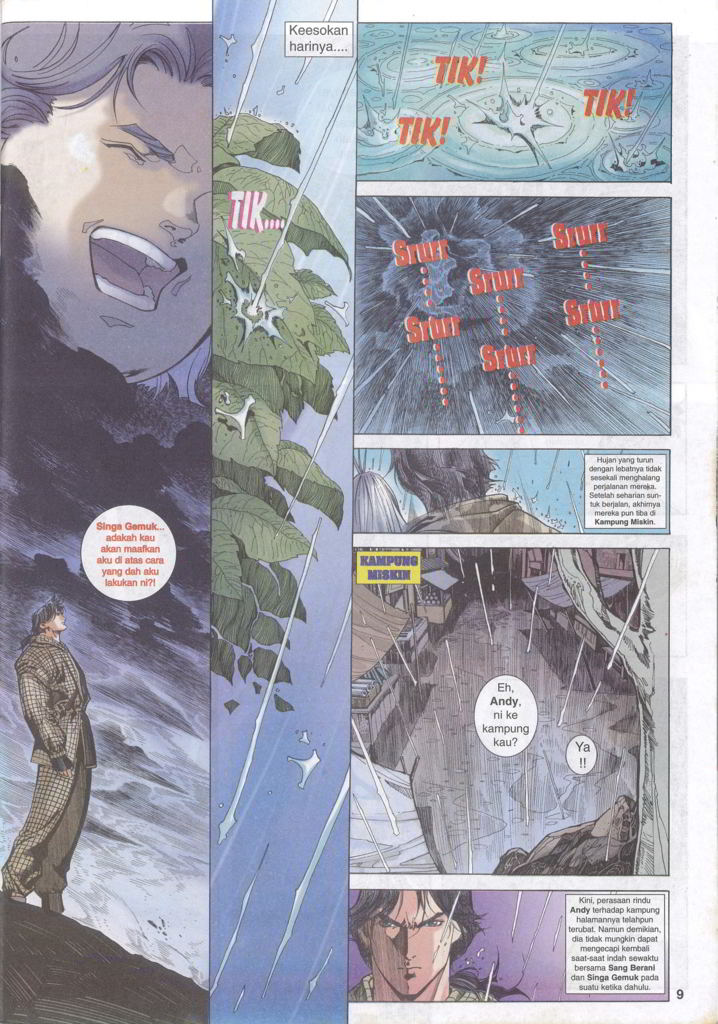 Singa Gemuk...
adakah kau
akan maafkan
aku di atas cara
yang dah aku
lakukan ni?!
Keesokan
harinya....
TIK....
TIK!
TIK!
TIK!
Srurr
Srurr
Srurr
Srurr
Srurr
Srurr
Hujan yang turun
dengan lebatnya tidak
sesekali menghalang
perjalanan mereka.
Setelah seharian sun-
tuk berjalan, akhirnya
mereka pun tiba di
Kampung Miskin.
KAMPUNG
MISKIN
Eh,
Andy,
ni ke
kampung
kau?
Ya
!!
Kini, perasaan rindu
Andy terhadap kampung
halamannya telahpun
terubat. Namun demikian,
dia tidak mungkin dapat
mengecapi kembali
saat-saat indah sewaktu
bersama Sang Berani
dan Singa Gemuk pada
suatu ketika dahulu.
9